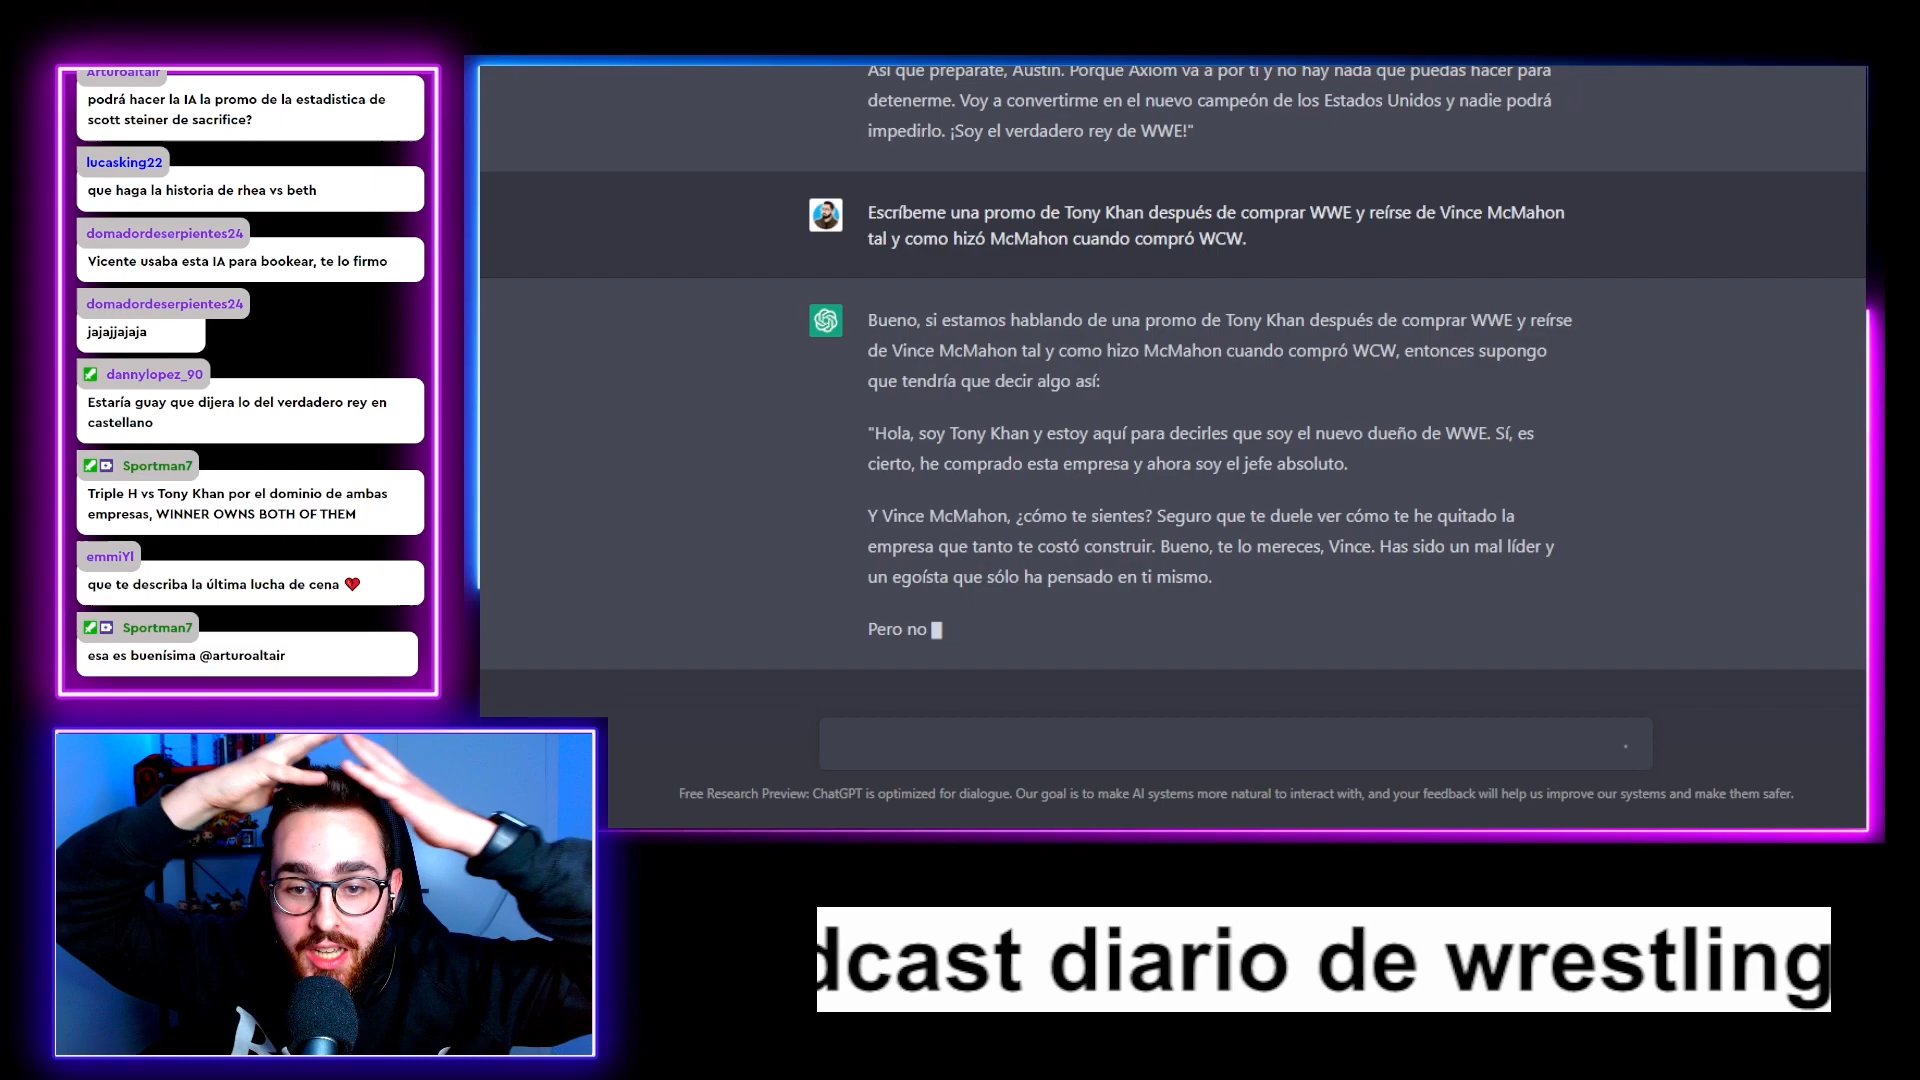 Arturoaltair
podrá hacer la IA la promo de la estadistica de
scott steiner de sacrifice?
lucasking22
que haga la historia de rhea vs beth
domadordeserpientes24
Vicente usaba esta IA para bookear, te lo firmo
domadordeserpientes24
jajajjajaja
dannylopez_90
Estaría guay que dijera lo del verdadero rey en
castellano
Sportman7
Triple H vs Tony Khan por el dominio de ambas
empresas, WINNER OWNS BOTH OF THEM
emmiYl
que te describa la última lucha de cena 💔
Sportman7
esa es buenísima @arturoaltair
Así que prepárate, Austin. Porque Axiom va a por ti y no hay nada que puedas hacer para
detenerme. Voy a convertirme en el nuevo campeón de los Estados Unidos y nadie podrá
impedirlo. ¡Soy el verdadero rey de WWE!"
Escríbeme una promo de Tony Khan después de comprar WWE y reírse de Vince McMahon
tal y como hizó McMahon cuando compró WCW.
Bueno, si estamos hablando de una promo de Tony Khan después de comprar WWE y reírse
de Vince McMahon tal y como hizo McMahon cuando compró WCW, entonces supongo
que tendría que decir algo así:
"Hola, soy Tony Khan y estoy aquí para decirles que soy el nuevo dueño de WWE. Sí, es
cierto, he comprado esta empresa y ahora soy el jefe absoluto.
Y Vince McMahon, ¿cómo te sientes? Seguro que te duele ver cómo te he quitado la
empresa que tanto te costó construir. Bueno, te lo mereces, Vince. Has sido un mal líder y
un egoísta que sólo ha pensado en ti mismo.
Pero no
Free Research Preview: ChatGPT is optimized for dialogue. Our goal is to make AI systems more natural to interact with, and your feedback will help us improve our systems and make them safer.
dcast diario de wrestling